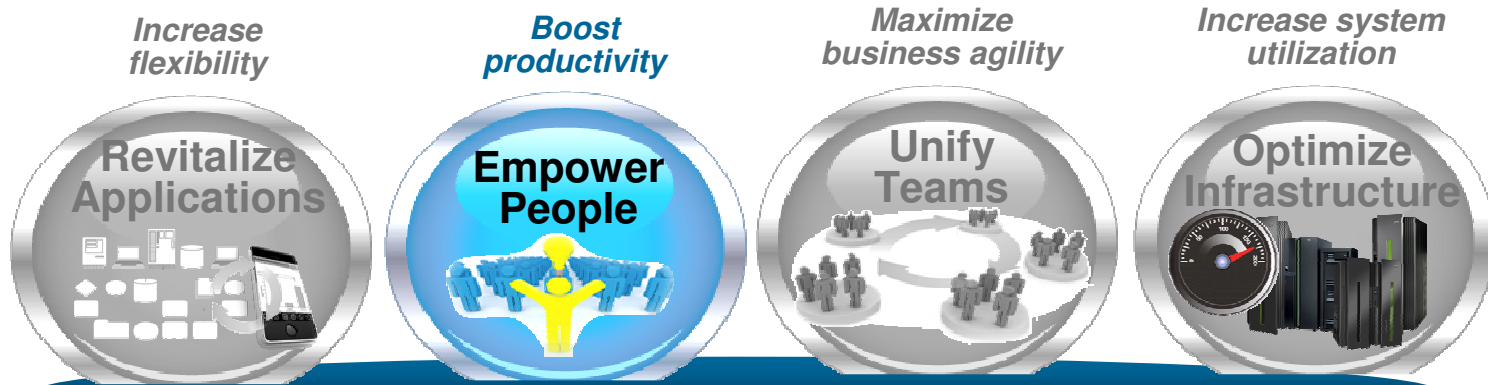 Increase
flexibility
Boost
productivity
Maximize
business agility
Increase system
utilization
Revitalize
Applications
Empower
People
Unify
Teams
Optimize
Infrastructure